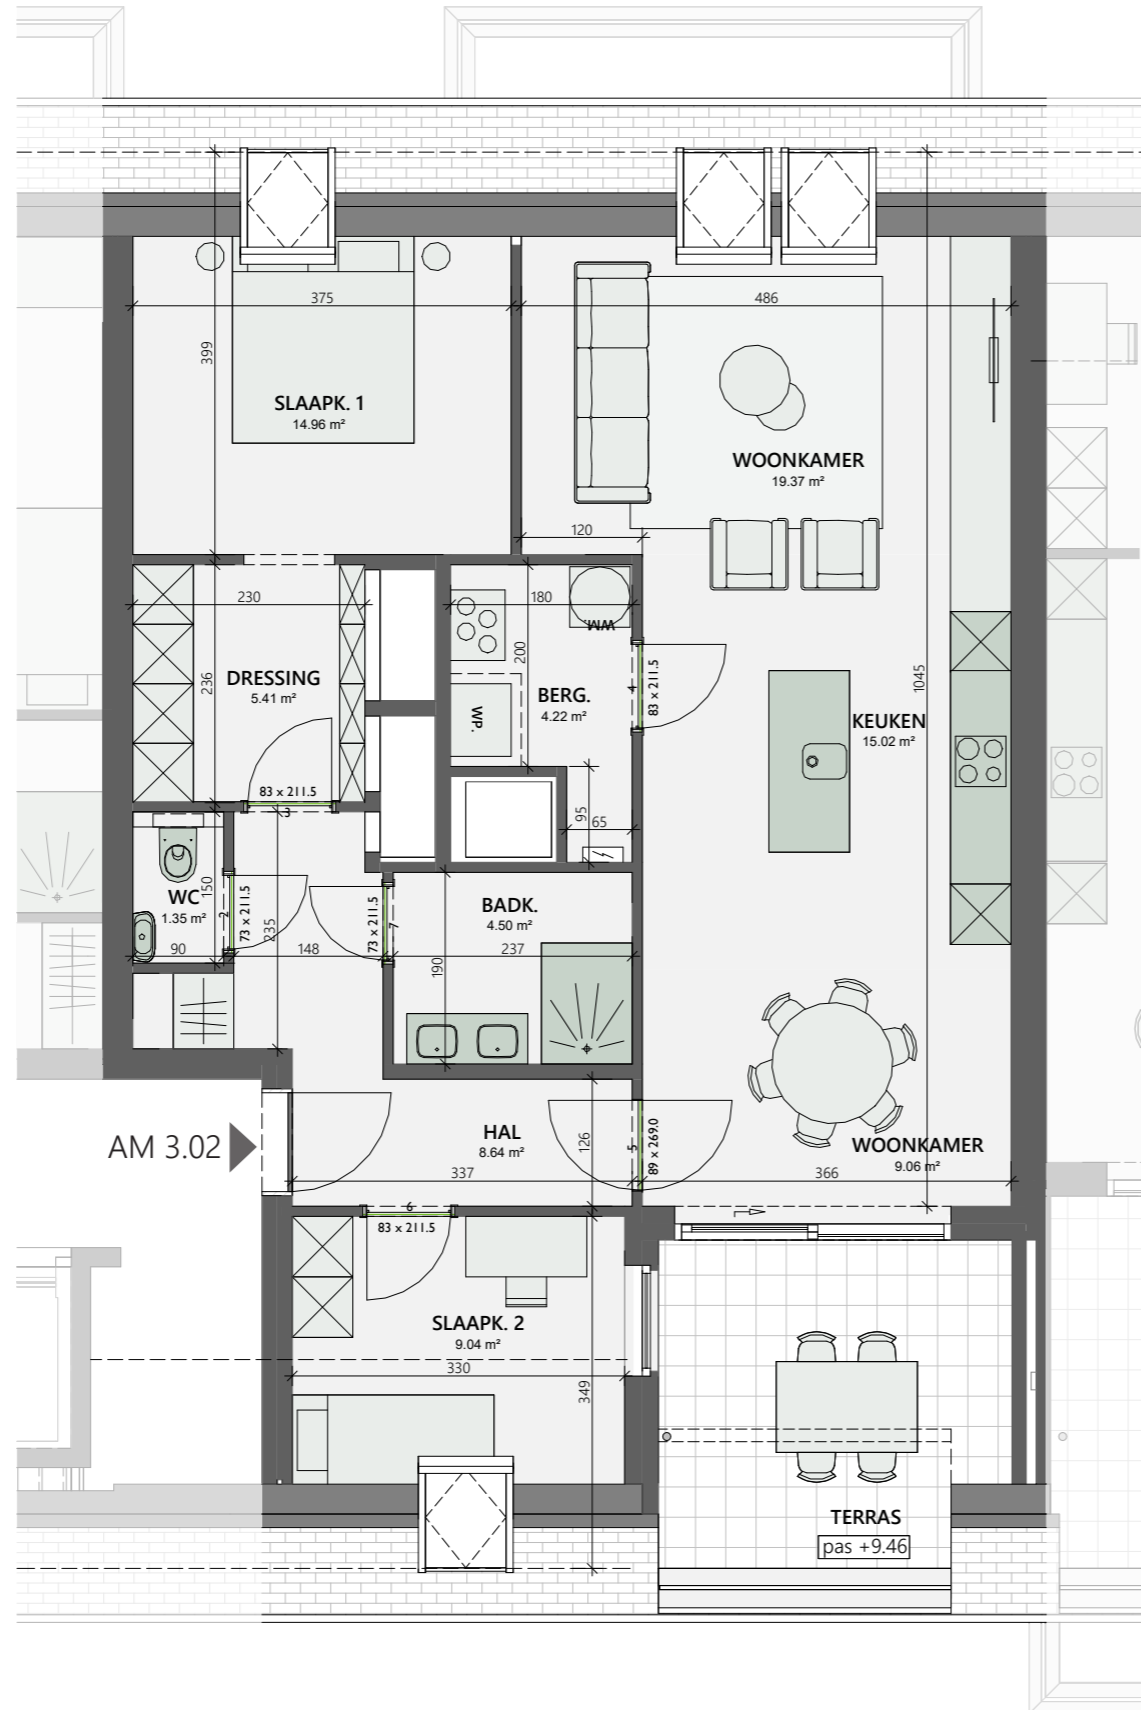 375
486
399
SLAAPK. 1
14.96 m²
WOONKAMER
19.37 m²
120
230
180
WM.
200
236
DRESSING
5.41 m²
BERG.
4.22 m²
4
83 x 211.5
1045
WP.
KEUKEN
15.02 m²
83 x 211.5
3
95
65
WC
1.35 m²
150
2
73 x 211.5
235
73 x 211.5
7
BADK.
4.50 m²
90
148
237
190
AM 3.02
HAL
8.64 m²
126
5
89 x 269.0
WOONKAMER
9.06 m²
337
366
6
83 x 211.5
SLAAPK. 2
9.04 m²
330
349
TERRAS
pas +9.46